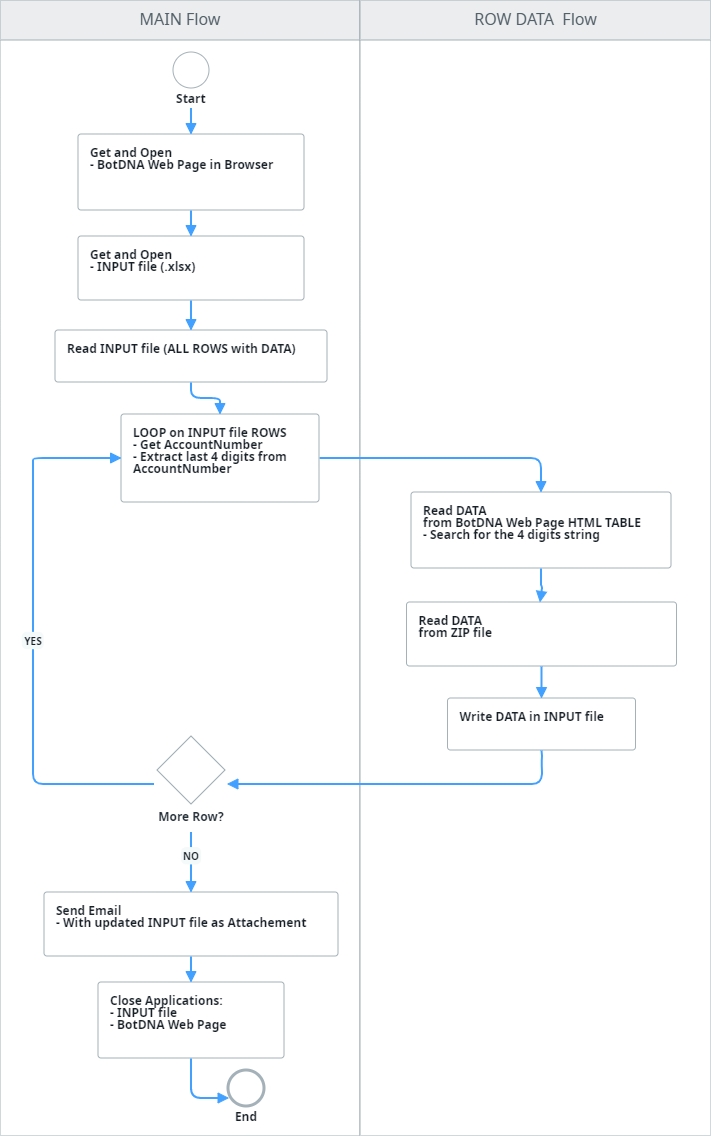 MAIN Flow
ROW DATA  Flow
Start
Get and Open
- BotDNA Web Page in Browser
Get and Open
- INPUT file (.xlsx)
Read INPUT file (ALL ROWS with DATA)
LOOP on INPUT file ROWS
- Get AccountNumber
- Extract last 4 digits from
AccountNumber
Read DATA
from BotDNA Web Page HTML TABLE
- Search for the 4 digits string
Read DATA
from ZIP file
YES
Write DATA in INPUT file
More Row?
NO
Send Email
- With updated INPUT file as Attachement
Close Applications:
- INPUT file
- BotDNA Web Page
End